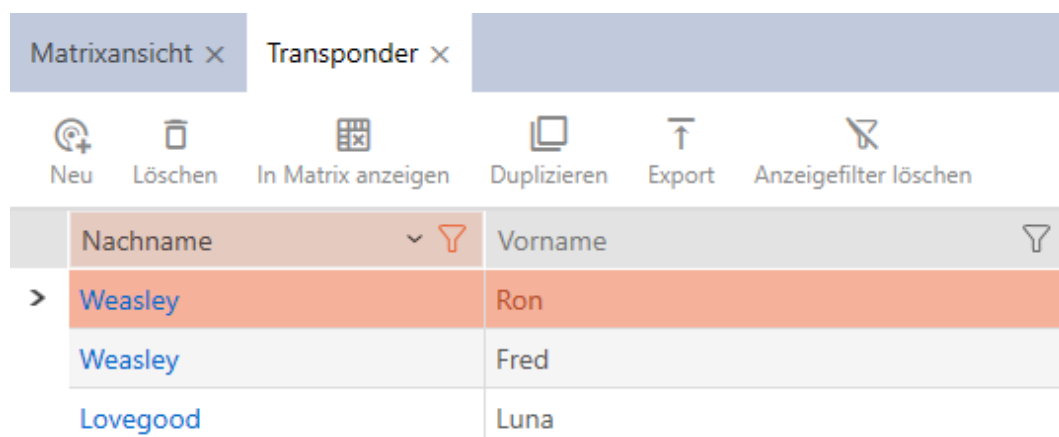 Matrixansicht × Transponder ×
Neu Löschen In Matrix anzeigen Duplizieren Export Anzeigefilter löschen
Nachname Vorname
Weasley Ron
Weasley Fred
Lovegood Luna